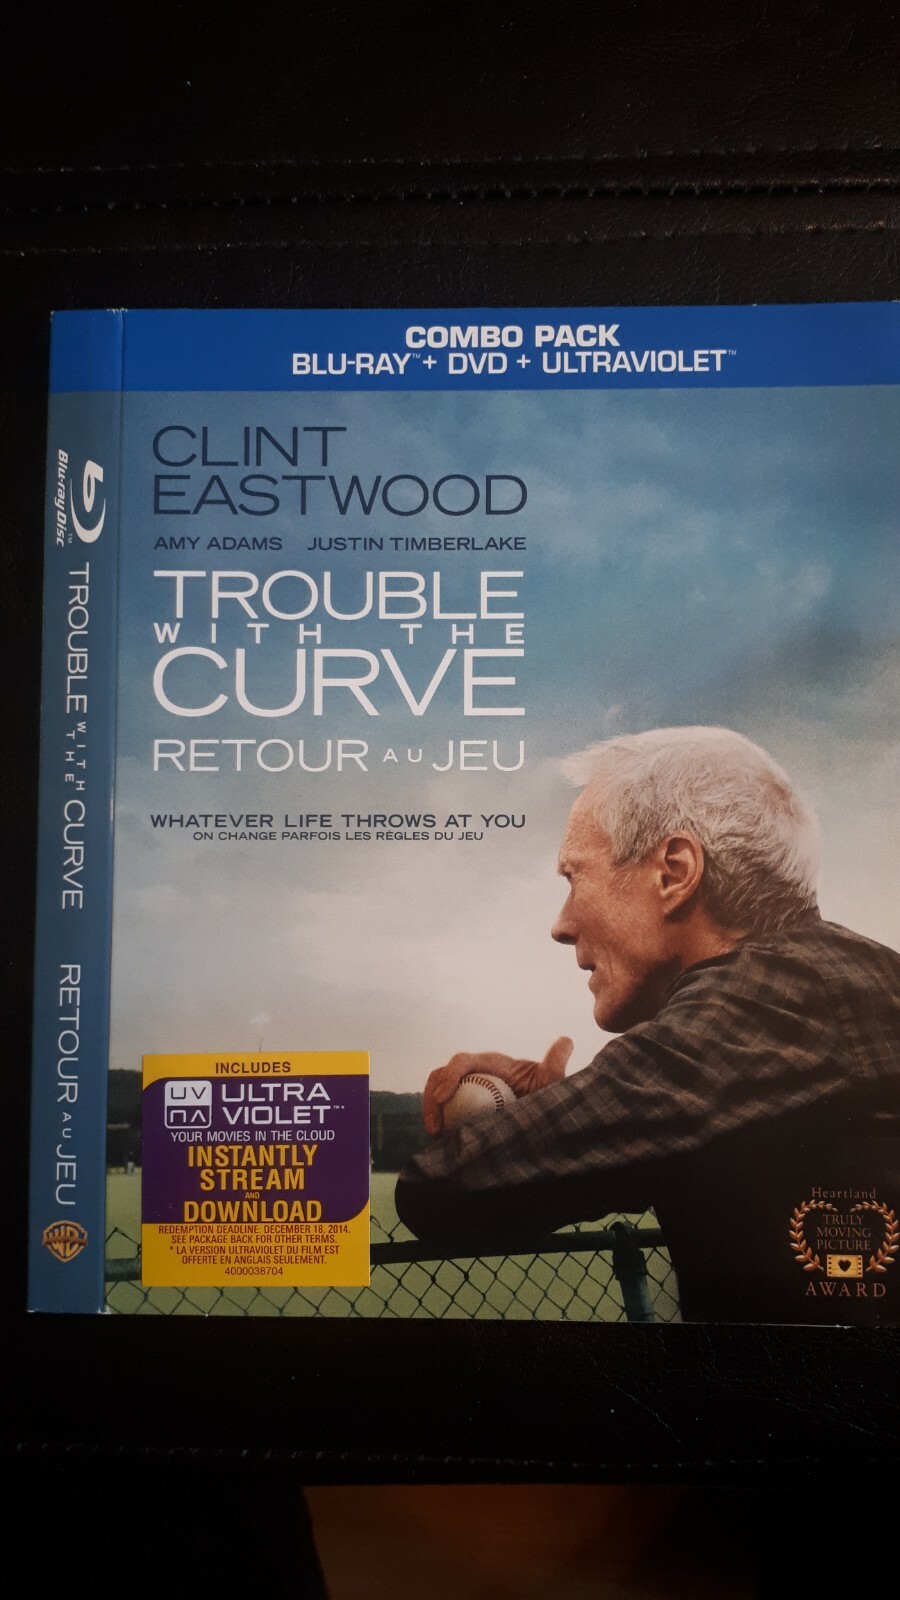 COMBO PACK
BLU-RAY™ + DVD + ULTRAVIOLET™
CLINT
EASTWOOD
AMY ADAMS JUSTIN TIMBERLAKE
TROUBLE
WITH THE
CURVE
RETOUR AU JEU
WHATEVER LIFE THROWS AT YOU
ON CHANGE PARFOIS LES RÈGLES DU JEU
INCLUDES
UV
ULTRA
VIOLET™*
YOUR MOVIES IN THE CLOUD
INSTANTLY
STREAM
AND
DOWNLOAD
REDEMPTION DEADLINE: DECEMBER 18, 2014.
SEE PACKAGE BACK FOR OTHER TERMS.
* LA VERSION ULTRAVIOLET DU FILM EST
OFFERTE EN ANGLAIS SEULEMENT.
4000038704
Heartland
TRULY
MOVING
PICTURE
AWARD
Blu-ray Disc™
TROUBLE WITH THE CURVE
RETOUR AU JEU
WB